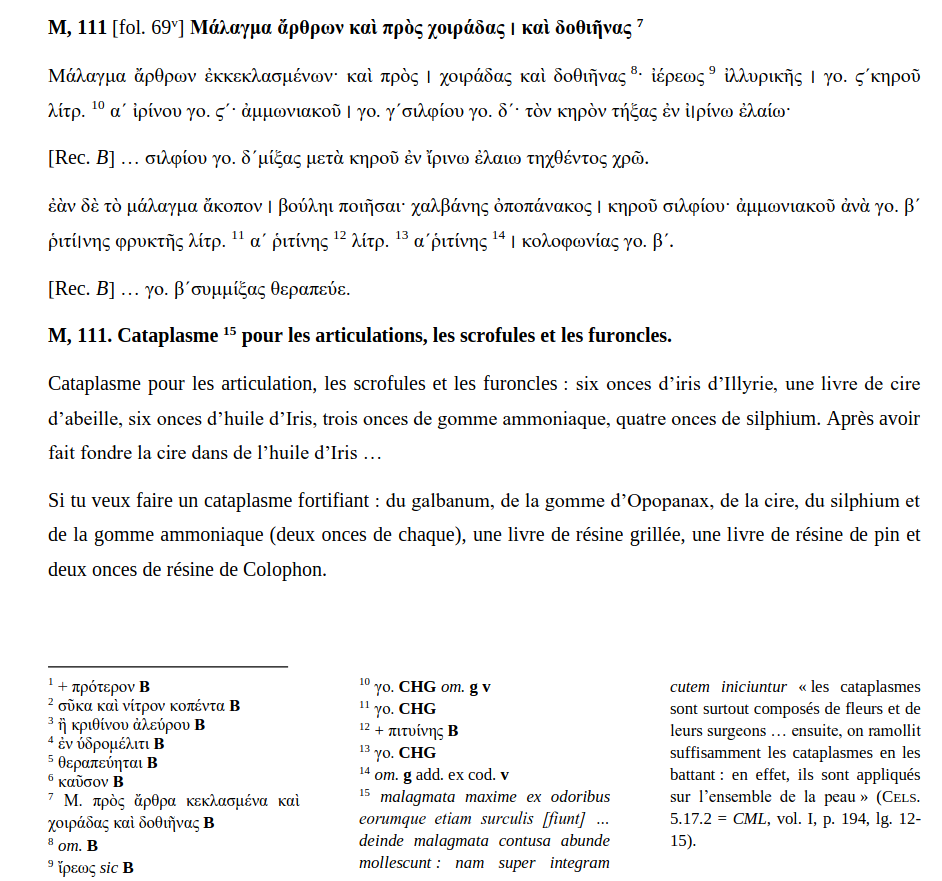 M, 111 [fol. 69v] Μάλαγμα ἄρθρων καὶ πρὸς χοιράδας ׀ καὶ δοθιῆνας 7
Μάλαγμα ἄρθρων ἐκκεκλασμένων· καὶ πρὸς ׀ χοιράδας καὶ δοθιῆνας 8· ἰέρεως 9 ἰλλυρικῆς ׀ γο. ϛ΄κηροῦ
λίτρ. 10 α΄ ἰρίνου γο. ϛ΄· ἀμμωνιακοῦ ׀ γο. γ΄σιλφίου γο. δ΄· τὸν κηρὸν τήξας ἐν ἰ׀ρίνω ἐλαίω·
[Rec. B] … σιλφίου γο. δ΄μίξας μετὰ κηροῦ ἐν ἴρινω ἐλαιω τηχθέντος χρῶ.
ἐὰν δὲ τὸ μάλαγμα ἄκοπον ׀ βούληι ποιῆσαι· χαλβάνης ὀποπάνακος ׀ κηροῦ σιλφίου· ἀμμωνιακοῦ ἀνὰ γο. β΄
ῥιτί׀νης φρυκτῆς λίτρ. 11 α΄ ῥιτίνης 12 λίτρ. 13 α΄ῥιτίνης 14 ׀ κολοφωνίας γο. β΄.
[Rec. B] … γο. β΄συμμίξας θεραπεύε.
M, 111. Cataplasme 15 pour les articulations, les scrofules et les furoncles.
Cataplasme pour les articulation, les scrofules et les furoncles : six onces d’iris d’Illyrie, une livre de cire
d’abeille, six onces d’huile d’Iris, trois onces de gomme ammoniaque, quatre onces de silphium. Après avoir
fait fondre la cire dans de l’huile d’Iris …
Si tu veux faire un cataplasme fortifiant : du galbanum, de la gomme d’Opopanax, de la cire, du silphium et
de la gomme ammoniaque (deux onces de chaque), une livre de résine grillée, une livre de résine de pin et
deux onces de résine de Colophon.
1 + πρότερον B
2 σῦκα καὶ νίτρον κοπέντα B
3 ἢ κριθίνου ἀλεύρου B
4 ἐν ὑδρομέλιτι B
5 θεραπεύηται B
6 καῦσον B
7 Μ. πρὸς ἄρθρα κεκλασμένα καὶ
χοιράδας καὶ δοθιῆνας B
8 om. B
9 ἴρεως sic B
10 γο. CHG om. g v
11 γο. CHG
12 + πιτυίνης B
13 γο. CHG
14 om. g add. ex cod. v
15 malagmata maxime ex odoribus
eorumque etiam surculis [fiunt] ...
deinde malagmata contusa abunde
mollescunt : nam super integram
cutem iniciuntur « les cataplasmes
sont surtout composés de fleurs et de
leurs surgeons … ensuite, on ramollit
suffisamment les cataplasmes en les
battant : en effet, ils sont appliqués
sur l’ensemble de la peau » (CELS.
5.17.2 = CML, vol. I, p. 194, lg. 12-
15).